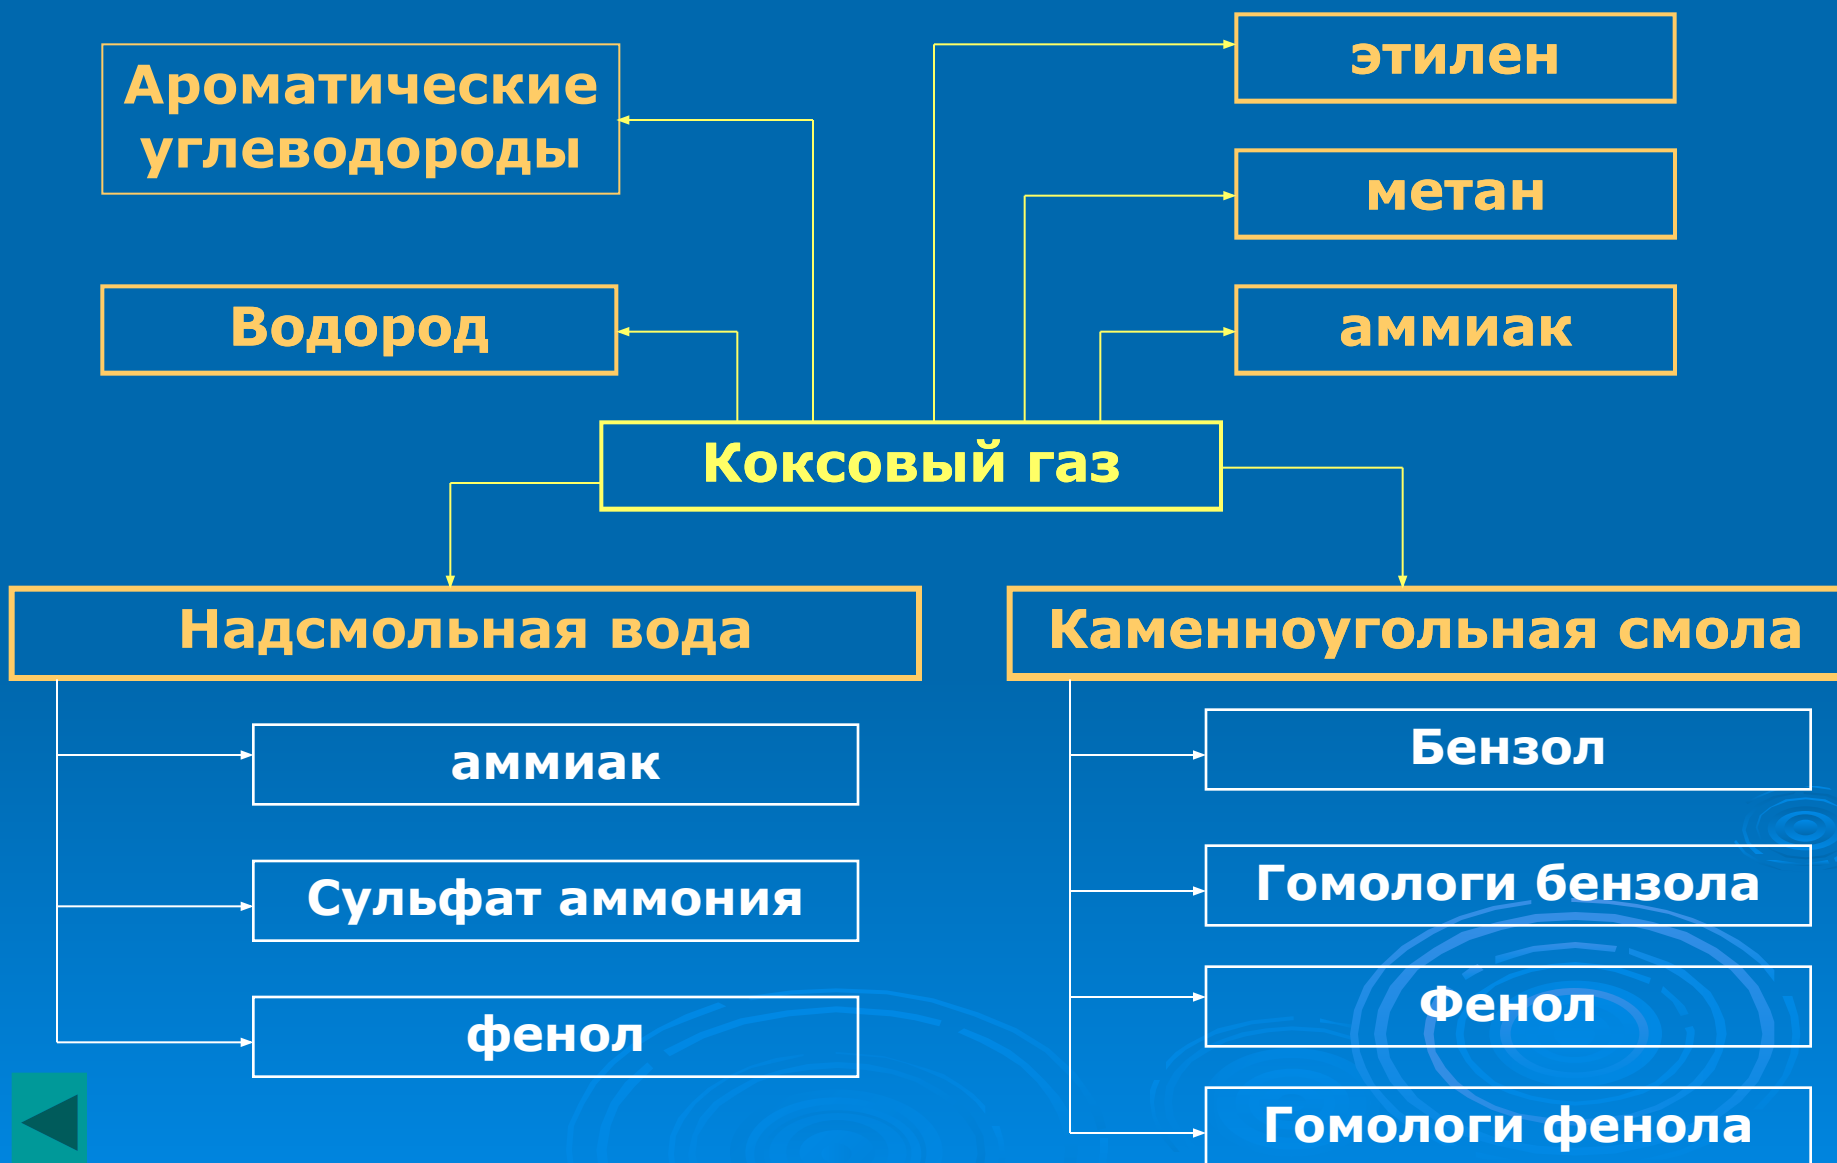 Ароматические
углеводороды
этилен
метан
Водород
аммиак
Коксовый газ
Надсмольная вода
Каменноугольная смола
аммиак
Сульфат аммония
фенол
Бензол
Гомологи бензола
Фенол
Гомологи фенола